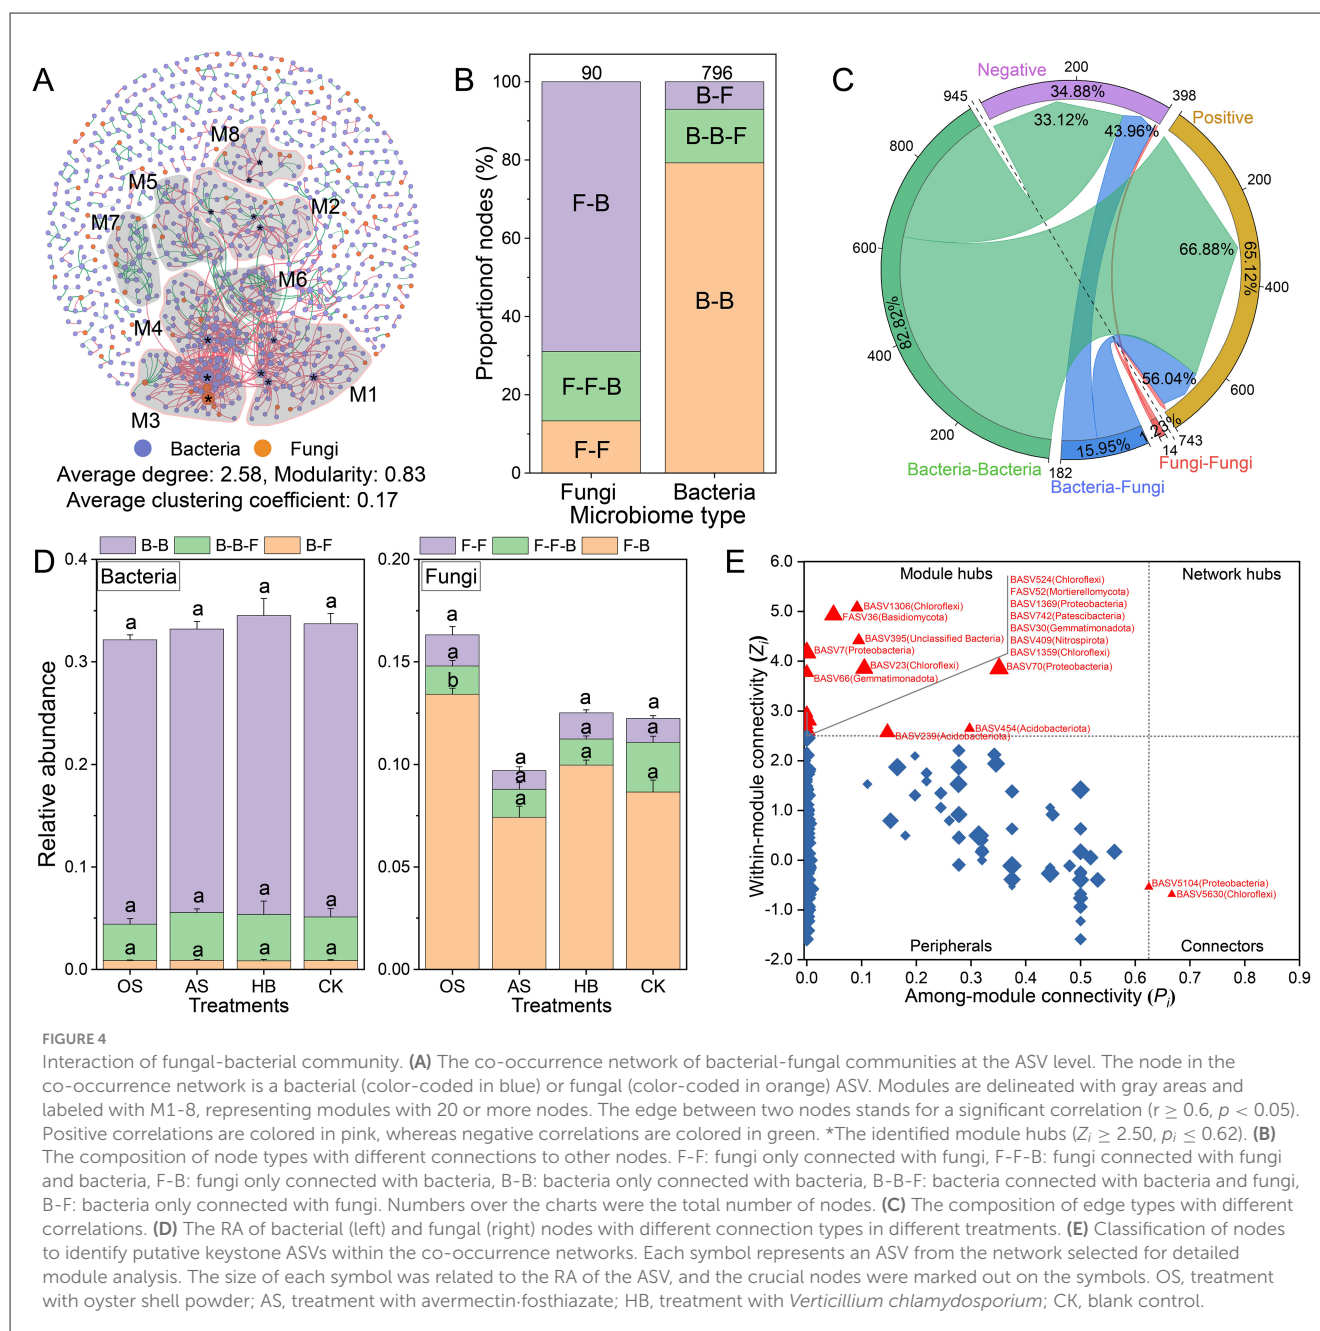 A
M8
M5
M7
M2
M6
M4
M3
M1
Bacteria Fungi
Average degree: 2.58, Modularity: 0.83
Average clustering coefficient: 0.17
B
90 796
100
80
60
40
20
0
Proportionof nodes (%)
F-B
F-F-B
F-F
B-F
B-B-F
B-B
Fungi Bacteria
Microbiome type
C
Negative
Positive
Bacteria-Bacteria
Bacteria-Fungi
Fungi-Fungi
200
398
945
800
600
400
200
182
14
743
600
400
200
34.88%
33.12%
43.96%
66.88%
65.12%
56.04%
82.82%
15.95%
1.23%
D
B-B B-B-F B-F
Bacteria
0.4
0.3
0.2
0.1
0.0
Relative abundance
a a a a
a a a a
a a a a
OS AS HB CK
Treatments
F-F F-F-B F-B
Fungi
0.20
0.15
0.10
0.05
0.00
a a a a
a a a a
b a a a
OS AS HB CK
Treatments
E
6.0
5.0
4.0
3.0
2.0
1.0
0.0
-1.0
-2.0
Within-module connectivity (Zi)
Module hubs
Network hubs
BASV524(Chloroflexi)
FASV52(Mortierellomycota)
BASV1369(Proteobacteria)
BASV742(Patescibacteria)
BASV30(Gemmatimonadota)
BASV409(Nitrospirota)
BASV1359(Chloroflexi)
BASV70(Proteobacteria)
BASV1306(Chloroflexi)
FASV36(Basidiomycota)
BASV395(Unclassified Bacteria)
BASV7(Proteobacteria)
BASV23(Chloroflexi)
BASV66(Gemmatimonadota)
BASV454(Acidobacteriota)
BASV239(Acidobacteriota)
BASV5104(Proteobacteria)
BASV5630(Chloroflexi)
Peripherals
Connectors
0.0 0.1 0.2 0.3 0.4 0.5 0.6 0.7 0.8 0.9
Among-module connectivity (Pi)
FIGURE 4
Interaction of fungal-bacterial community. (A) The co-occurrence network of bacterial-fungal communities at the ASV level. The node in the
co-occurrence network is a bacterial (color-coded in blue) or fungal (color-coded in orange) ASV. Modules are delineated with gray areas and
labeled with M1-8, representing modules with 20 or more nodes. The edge between two nodes stands for a significant correlation (r ≥ 0.6, p < 0.05).
Positive correlations are colored in pink, whereas negative correlations are colored in green. *The identified module hubs (Zi ≥ 2.50, pi ≤ 0.62). (B)
The composition of node types with different connections to other nodes. F-F: fungi only connected with fungi, F-F-B: fungi connected with fungi
and bacteria, F-B: fungi only connected with bacteria, B-B: bacteria only connected with bacteria, B-B-F: bacteria connected with bacteria and fungi,
B-F: bacteria only connected with fungi. Numbers over the charts were the total number of nodes. (C) The composition of edge types with different
correlations. (D) The RA of bacterial (left) and fungal (right) nodes with different connection types in different treatments. (E) Classification of nodes
to identify putative keystone ASVs within the co-occurrence networks. Each symbol represents an ASV from the network selected for detailed
module analysis. The size of each symbol was related to the RA of the ASV, and the crucial nodes were marked out on the symbols. OS, treatment
with oyster shell powder; AS, treatment with avermectin·fosthiazate; HB, treatment with Verticillium chlamydosporium; CK, blank control.